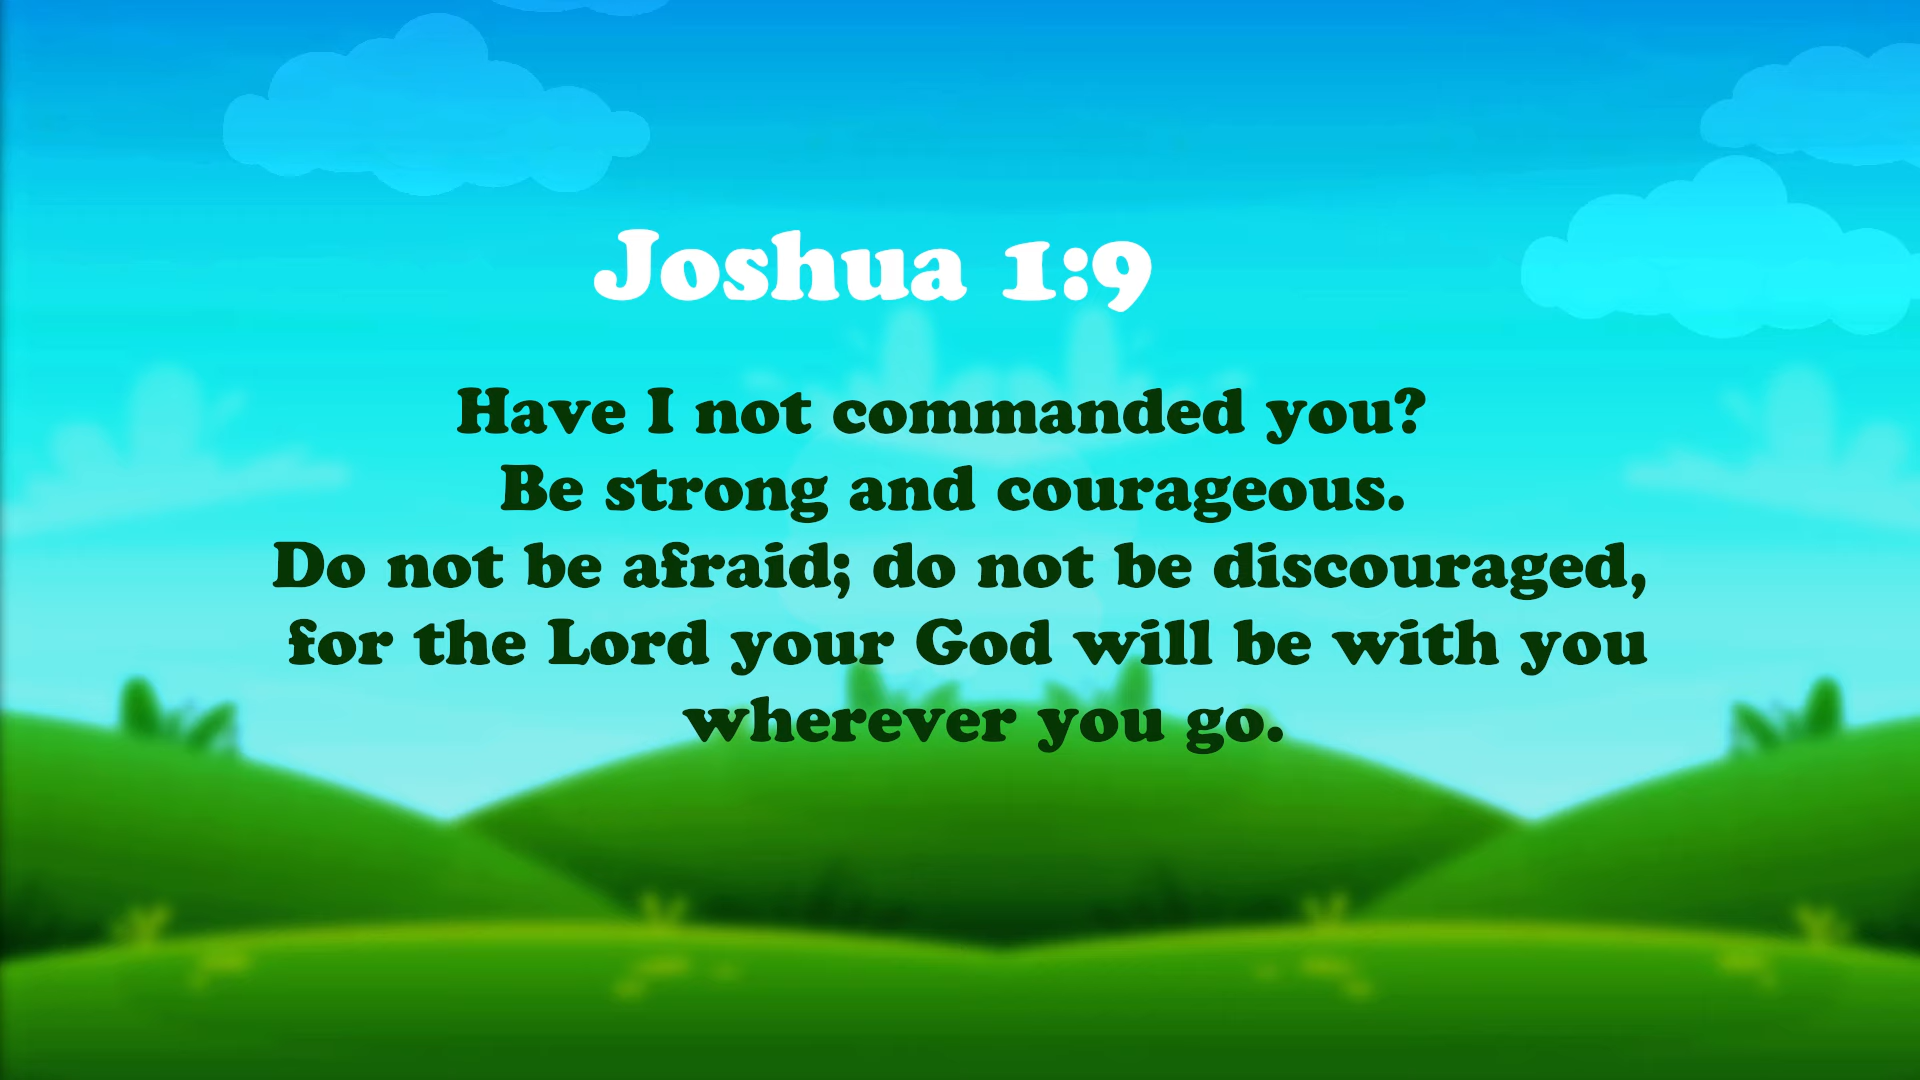 Joshua 1:9
Have I not commanded you?
Be strong and courageous.
Do not be afraid; do not be discouraged,
for the Lord your God will be with you
wherever you go.